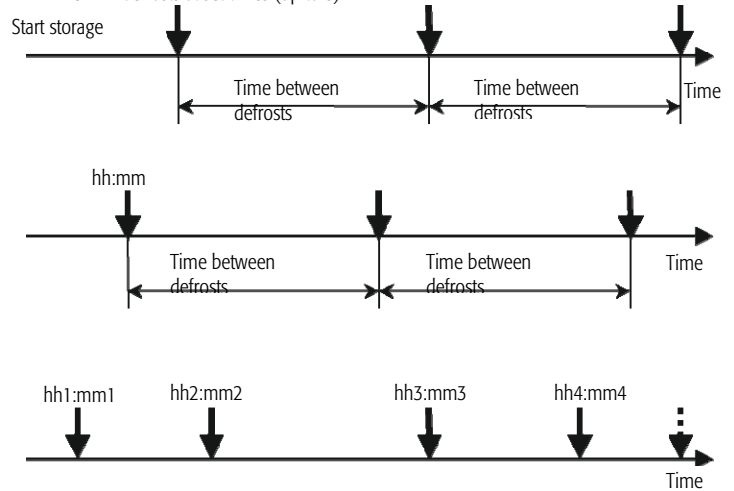 Start storage
Time between
defrosts
Time between
defrosts
Time
hh:mm
Time between
defrosts
Time between
defrosts
Time
hh1:mm1
hh2:mm2
hh3:mm3
hh4:mm4
Time